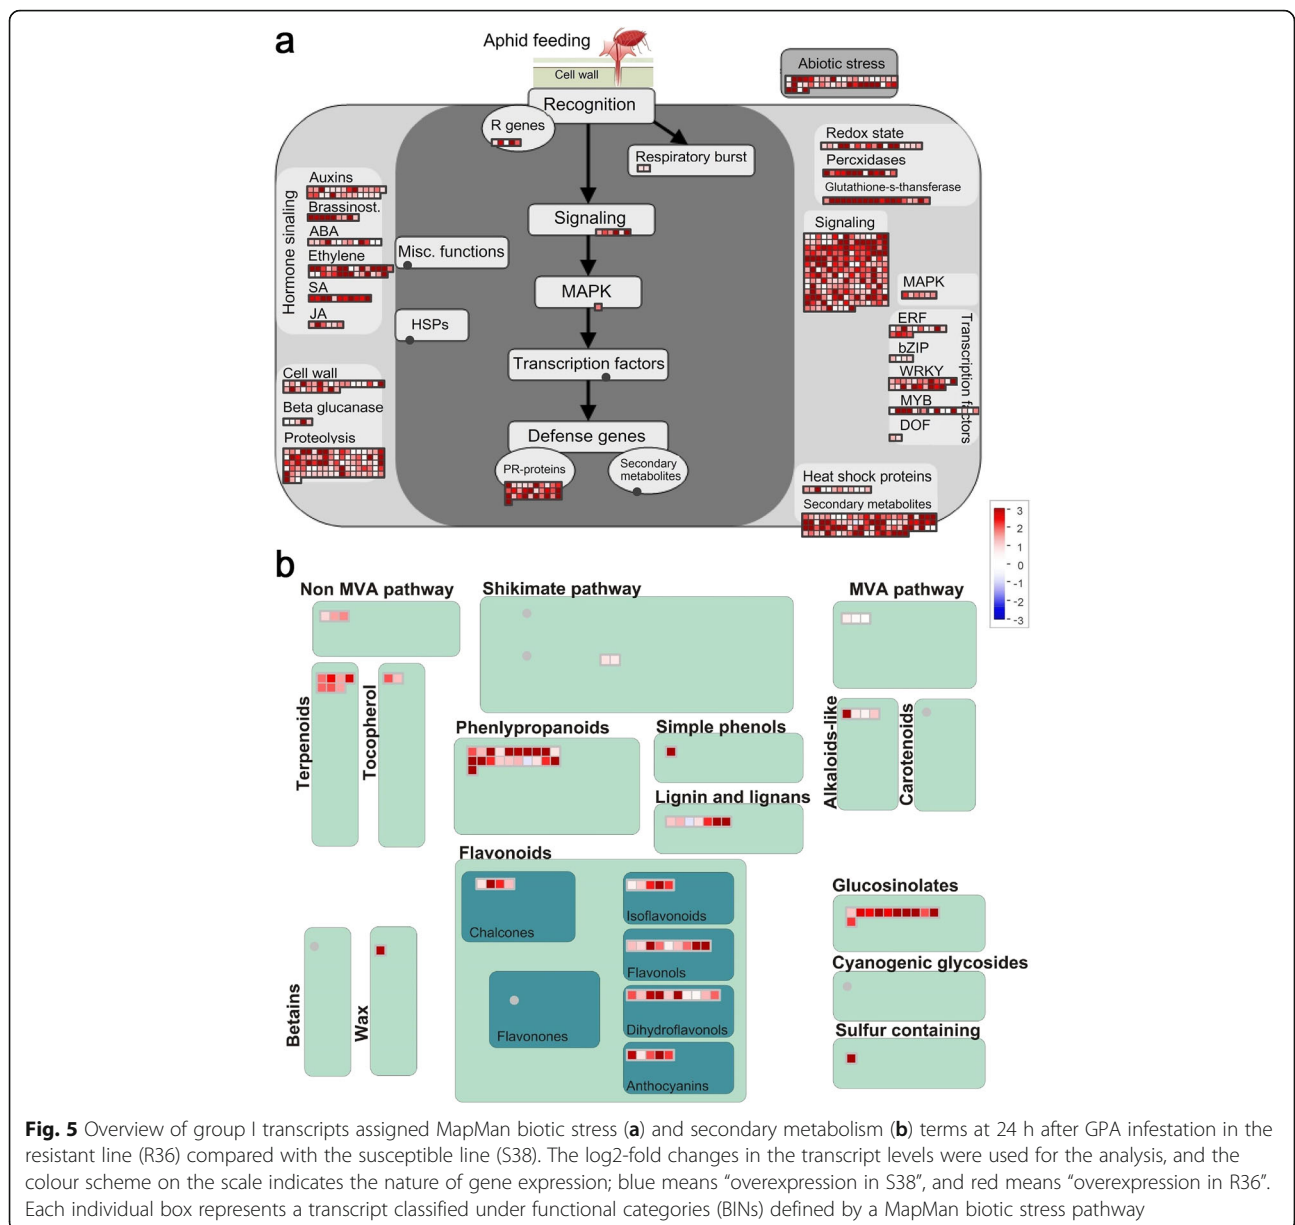 a
Aphid feeding
Cell wall
Recognition
R genes
Respiratory burst
Abiotic stress
Redox state
Percxidases
Glutathione-s-thansferase
Signaling
MAPK
ERF
bZIP
WRKY
MYB
DOF
Transcription factors
Heat shock proteins
Secondary metabolites
Hormone sinaling
Auxins
Brassinost.
ABA
Ethylene
SA
JA
Cell wall
Beta glucanase
Proteolysis
Misc. functions
HSPs
Signaling
MAPK
Transcription factors
Defense genes
PR-proteins
Secondary
metabolites
3
2
1
0
-1
-2
-3
b
Non MVA pathway
Shikimate pathway
MVA pathway
Terpenoids
Tocopherol
Phenlypropanoids
Simple phenols
Lignin and lignans
Alkaloids-like
Carotenoids
Flavonoids
Chalcones
Flavonones
Isoflavonoids
Flavonols
Dihydroflavonols
Anthocyanins
Betains
Wax
Glucosinolates
Cyanogenic glycosides
Sulfur containing
Fig. 5 Overview of group I transcripts assigned MapMan biotic stress (a) and secondary metabolism (b) terms at 24 h after GPA infestation in the
resistant line (R36) compared with the susceptible line (S38). The log2-fold changes in the transcript levels were used for the analysis, and the
colour scheme on the scale indicates the nature of gene expression; blue means “overexpression in S38”, and red means “overexpression in R36”.
Each individual box represents a transcript classified under functional categories (BINs) defined by a MapMan biotic stress pathway